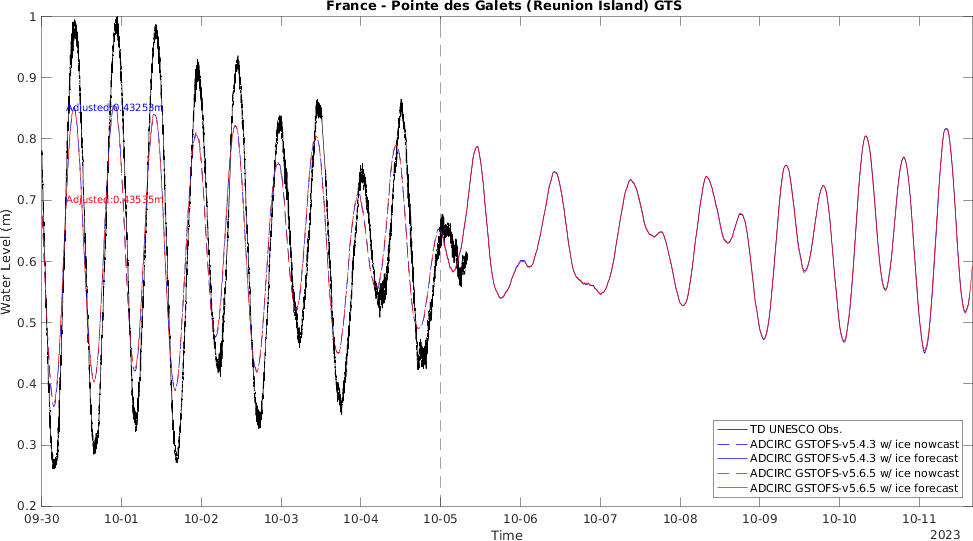 France - Pointe des Galets (Reunion Island) GTS
1
0.9
0.8
0.7
0.6
0.5
0.4
0.3
0.2
Water Level (m)
Adjusted:0.43253m
Adjusted:0.43535m
09-30 10-01 10-02 10-03 10-04 10-05 10-06 10-07 10-08 10-09 10-10 10-11
Time
2023
TD UNESCO Obs.
ADCIRC GSTOFS-v5.4.3 w/ ice nowcast
ADCIRC GSTOFS-v5.4.3 w/ ice forecast
ADCIRC GSTOFS-v5.6.5 w/ ice nowcast
ADCIRC GSTOFS-v5.6.5 w/ ice forecast